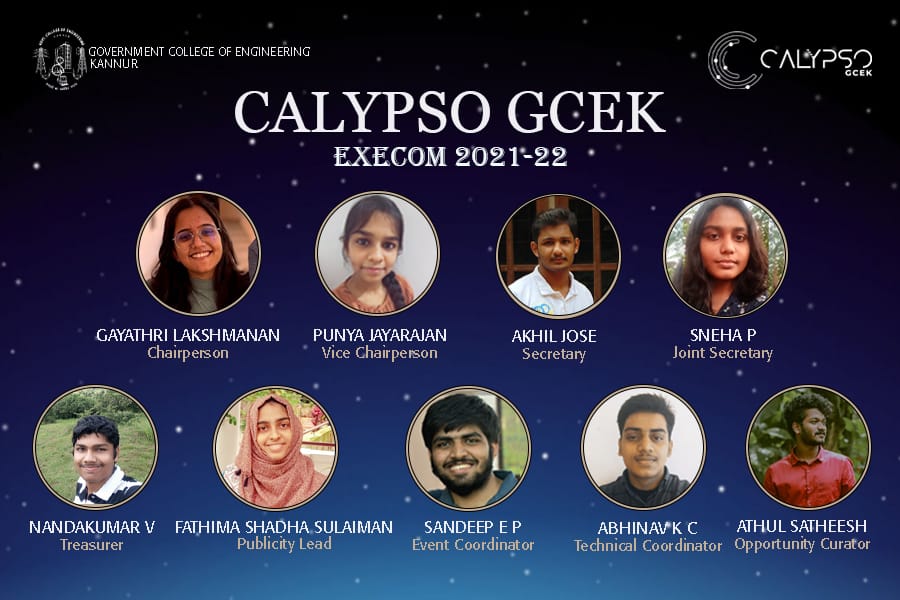 GOVERNMENT COLLEGE OF ENGINEERING
KANNUR
CALYPSO
GCEK
CALYPSO GCEK
EXECOM 2021-22
GAYATHRI LAKSHMANAN
Chairperson
PUNYA JAYARAJAN
Vice Chairperson
AKHIL JOSE
Secretary
SNEHA P
Joint Secretary
NANDAKUMAR V
Treasurer
FATHIMA SHADHA SULAIMAN
Publicity Lead
SANDEEP E P
Event Coordinator
ABHINAV K C
Technical Coordinator
ATHUL SATHEESH
Opportunity Curator